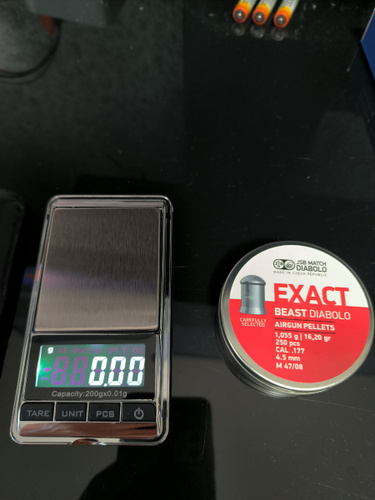 g
0.00
Capacity:200gx0.01g
TARE UNIT PCS
JSB MATCH
DIABOLO
MADE IN CZECH REPUBLIC
EXACT
BEAST DIABOLO
CAREFULLY
SELECTED
AIRGUN PELLETS
1,055 g | 16,20 gr
250 pcs
CAL .177
4.5 mm
M 47/08